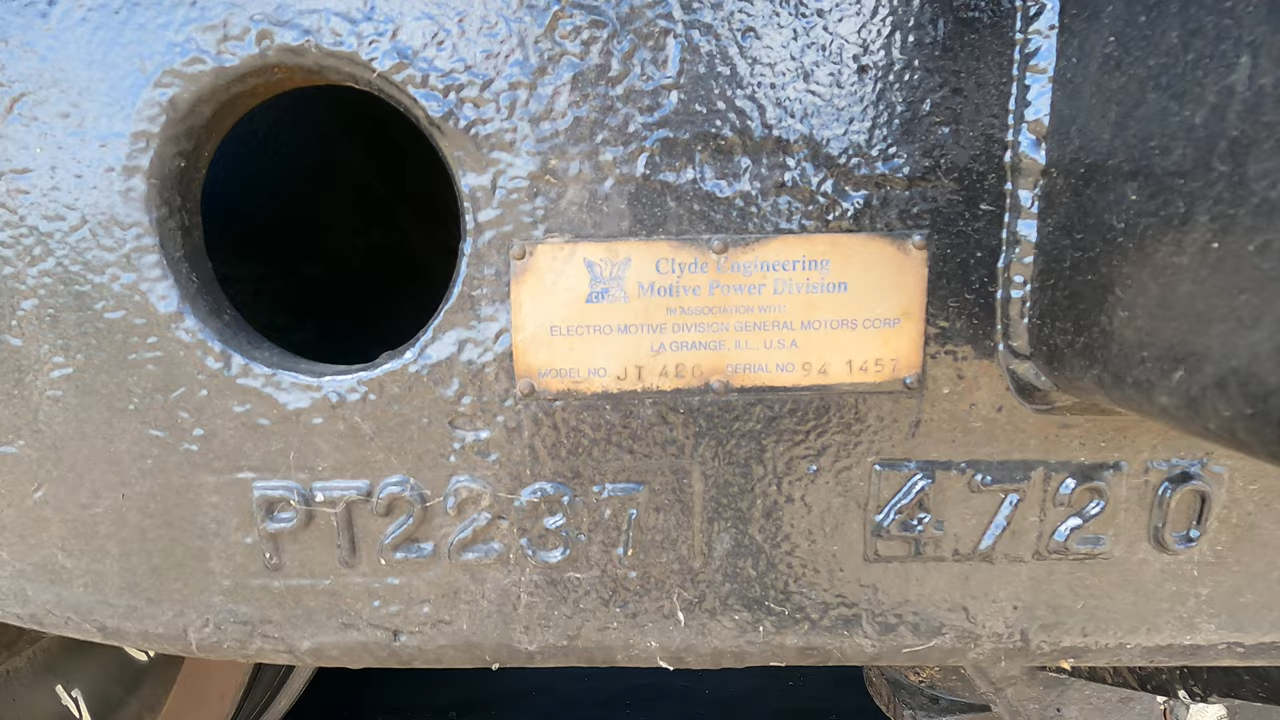 Clyde Engineering
Motive Power Division
IN ASSOCIATION WITH
ELECTRO-MOTIVE DIVISION GENERAL MOTORS CORP.
LA GRANGE, ILL., U.S.A.
MODEL NO. JT 42C SERIAL NO. 94 1457
PT2237 4720